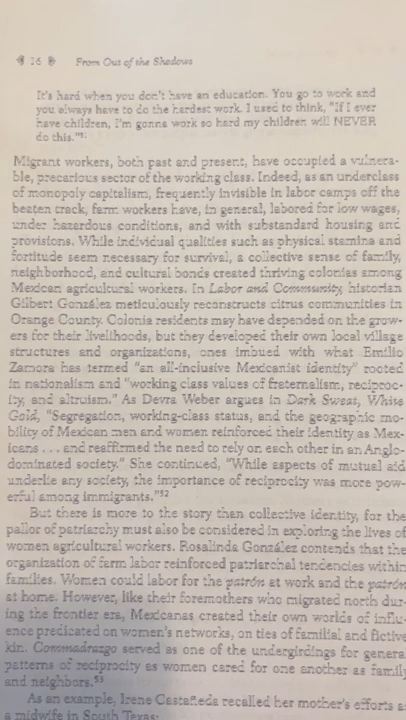 16 From Out of the Shadows
It's hard when you don't have an education. You go to work and
you always have to do the hardest work. I used to think, "If I ever
have children, I'm gonna work so hard my children will NEVER
do this."51
Migrant workers, both past and present, have occupied a vulnera-
ble, precarious sector of the working class. Indeed, as an underclass
of monopoly capitalism, frequently invisible in labor camps off the
beaten track, farm workers have, in general, labored for low wages,
under hazardous conditions, and with substandard housing and
provisions. While individual qualities such as physical stamina and
fortitude seem necessary for survival, a collective sense of family,
neighborhood, and cultural bonds created thriving colonies among
Mexican agricultural workers. In Labor and Community, historian
Gilbert González meticulously reconstructs citrus communities in
Orange County. Colonia residents may have depended on the grow-
ers for their livelihoods, but they developed their own local village
structures and organizations, ones imbued with what Emilio
Zamora has termed "an all-inclusive Mexicanist identity" rooted
in nationalism and "working class values of fraternalism, reciproc-
ity, and altruism." As Devra Weber argues in Dark Sweat, White
Gold, "Segregation, working-class status, and the geographic mo-
bility of Mexican men and women reinforced their identity as Mex-
icans . . . and reaffirmed the need to rely on each other in an Anglo-
dominated society." She continued, "While aspects of mutual aid
underlie any society, the importance of reciprocity was more pow-
erful among immigrants."52
But there is more to the story than collective identity, for the
pallor of patriarchy must also be considered in exploring the lives of
women agricultural workers. Rosalinda González contends that the
organization of farm labor reinforced patriarchal tendencies within
families. Women could labor for the patrón at work and the patrón
at home. However, like their foremothers who migrated north dur-
ing the frontier era, Mexicanas created their own worlds of influ-
ence predicated on women's networks, on ties of familial and fictive
kin. Commadrazgo served as one of the undergirdings for genera
patterns of reciprocity as women cared for one another as family
and neighbors.53
As an example, Irene Castañeda recalled her mother's efforts a
a midwife in South Texas: